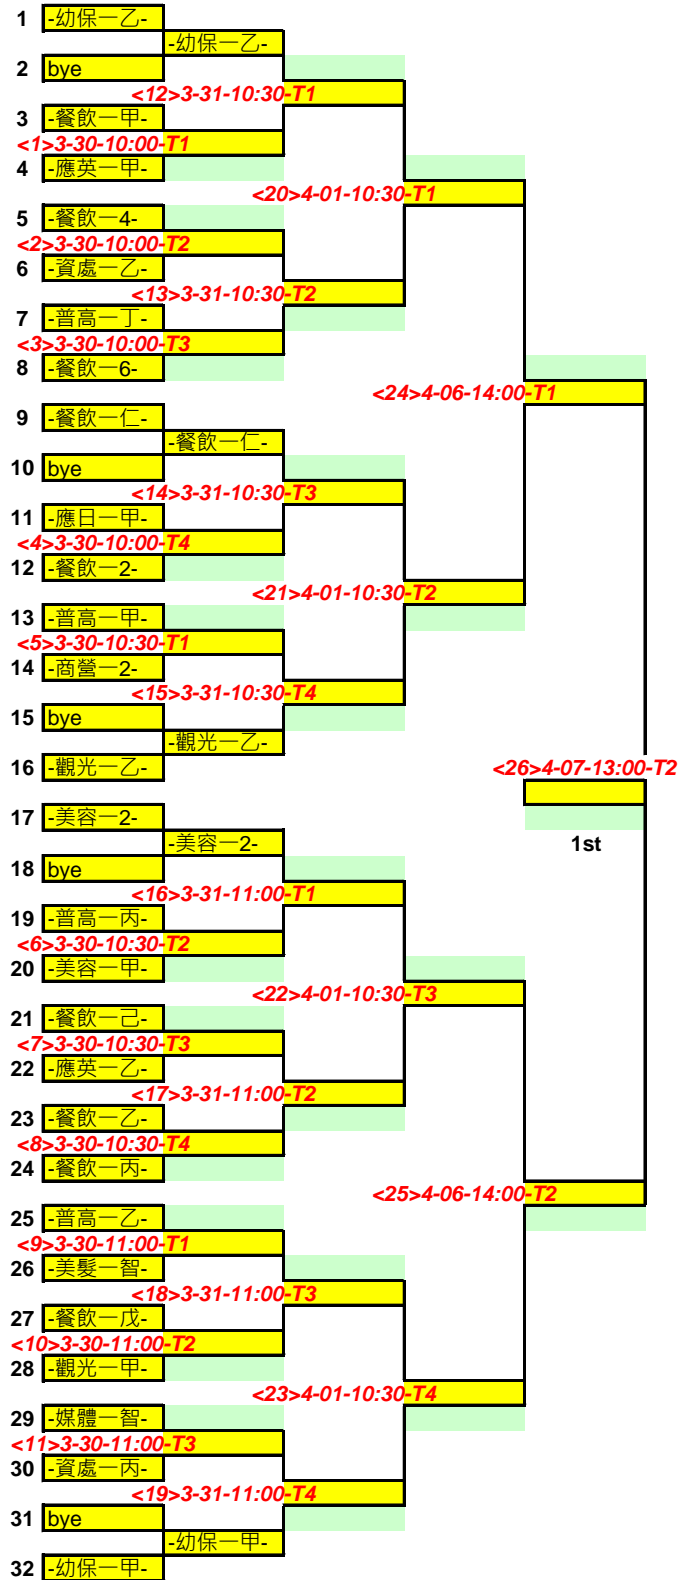 1 -幼保一乙-
-幼保一乙-
2 bye
<12>3-31-10:30-T1
3 -餐飲一甲-
<1>3-30-10:00-T1
4 -應英一甲-
<20>4-01-10:30-T1
5 -餐飲一4-
<2>3-30-10:00-T2
6 -資處一乙-
<13>3-31-10:30-T2
7 -普高一丁-
<3>3-30-10:00-T3
8 -餐飲一6-
<24>4-06-14:00-T1
9 -餐飲一仁-
-餐飲一仁-
10 bye
<14>3-31-10:30-T3
11 -應日一甲-
<4>3-30-10:00-T4
12 -餐飲一2-
<21>4-01-10:30-T2
13 -普高一甲-
<5>3-30-10:30-T1
14 -商營一2-
<15>3-31-10:30-T4
15 bye
-觀光一乙-
16 -觀光一乙-
<26>4-07-13:00-T2
17 -美容一2-
-美容一2-
1st
18 bye
<16>3-31-11:00-T1
19 -普高一丙-
<6>3-30-10:30-T2
20 -美容一甲-
<22>4-01-10:30-T3
21 -餐飲一己-
<7>3-30-10:30-T3
22 -應英一乙-
<17>3-31-11:00-T2
23 -餐飲一乙-
<8>3-30-10:30-T4
24 -餐飲一丙-
<25>4-06-14:00-T2
25 -普高一乙-
<9>3-30-11:00-T1
26 -美髮一智-
<18>3-31-11:00-T3
27 -餐飲一戊-
<10>3-30-11:00-T2
28 -觀光一甲-
<23>4-01-10:30-T4
29 -媒體一智-
<11>3-30-11:00-T3
30 -資處一丙-
<19>3-31-11:00-T4
31 bye
-幼保一甲-
32 -幼保一甲-